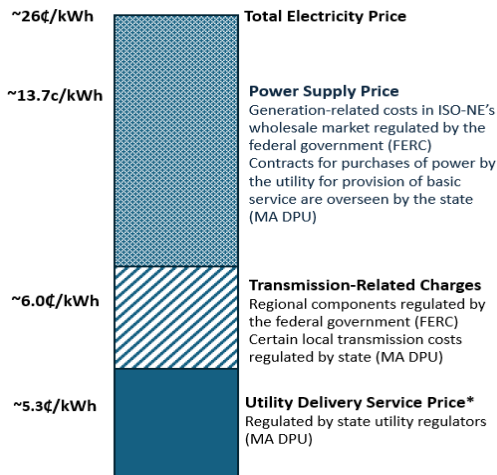 ~26₵/kWh Total Electricity Price
~13.7c/kWh Power Supply Price
Generation-related costs in ISO-NE's
wholesale market regulated by the
federal government (FERC)
Contracts for purchases of power by
the utility for provision of basic
service are overseen by the state
(MA DPU)
Transmission-Related Charges
~6.0₵/kWh Regional components regulated by
the federal government (FERC)
Certain local transmission costs
regulated by state (MA DPU)
~5.3₵/kWh Utility Delivery Service Price*
Regulated by state utility regulators
(MA DPU)